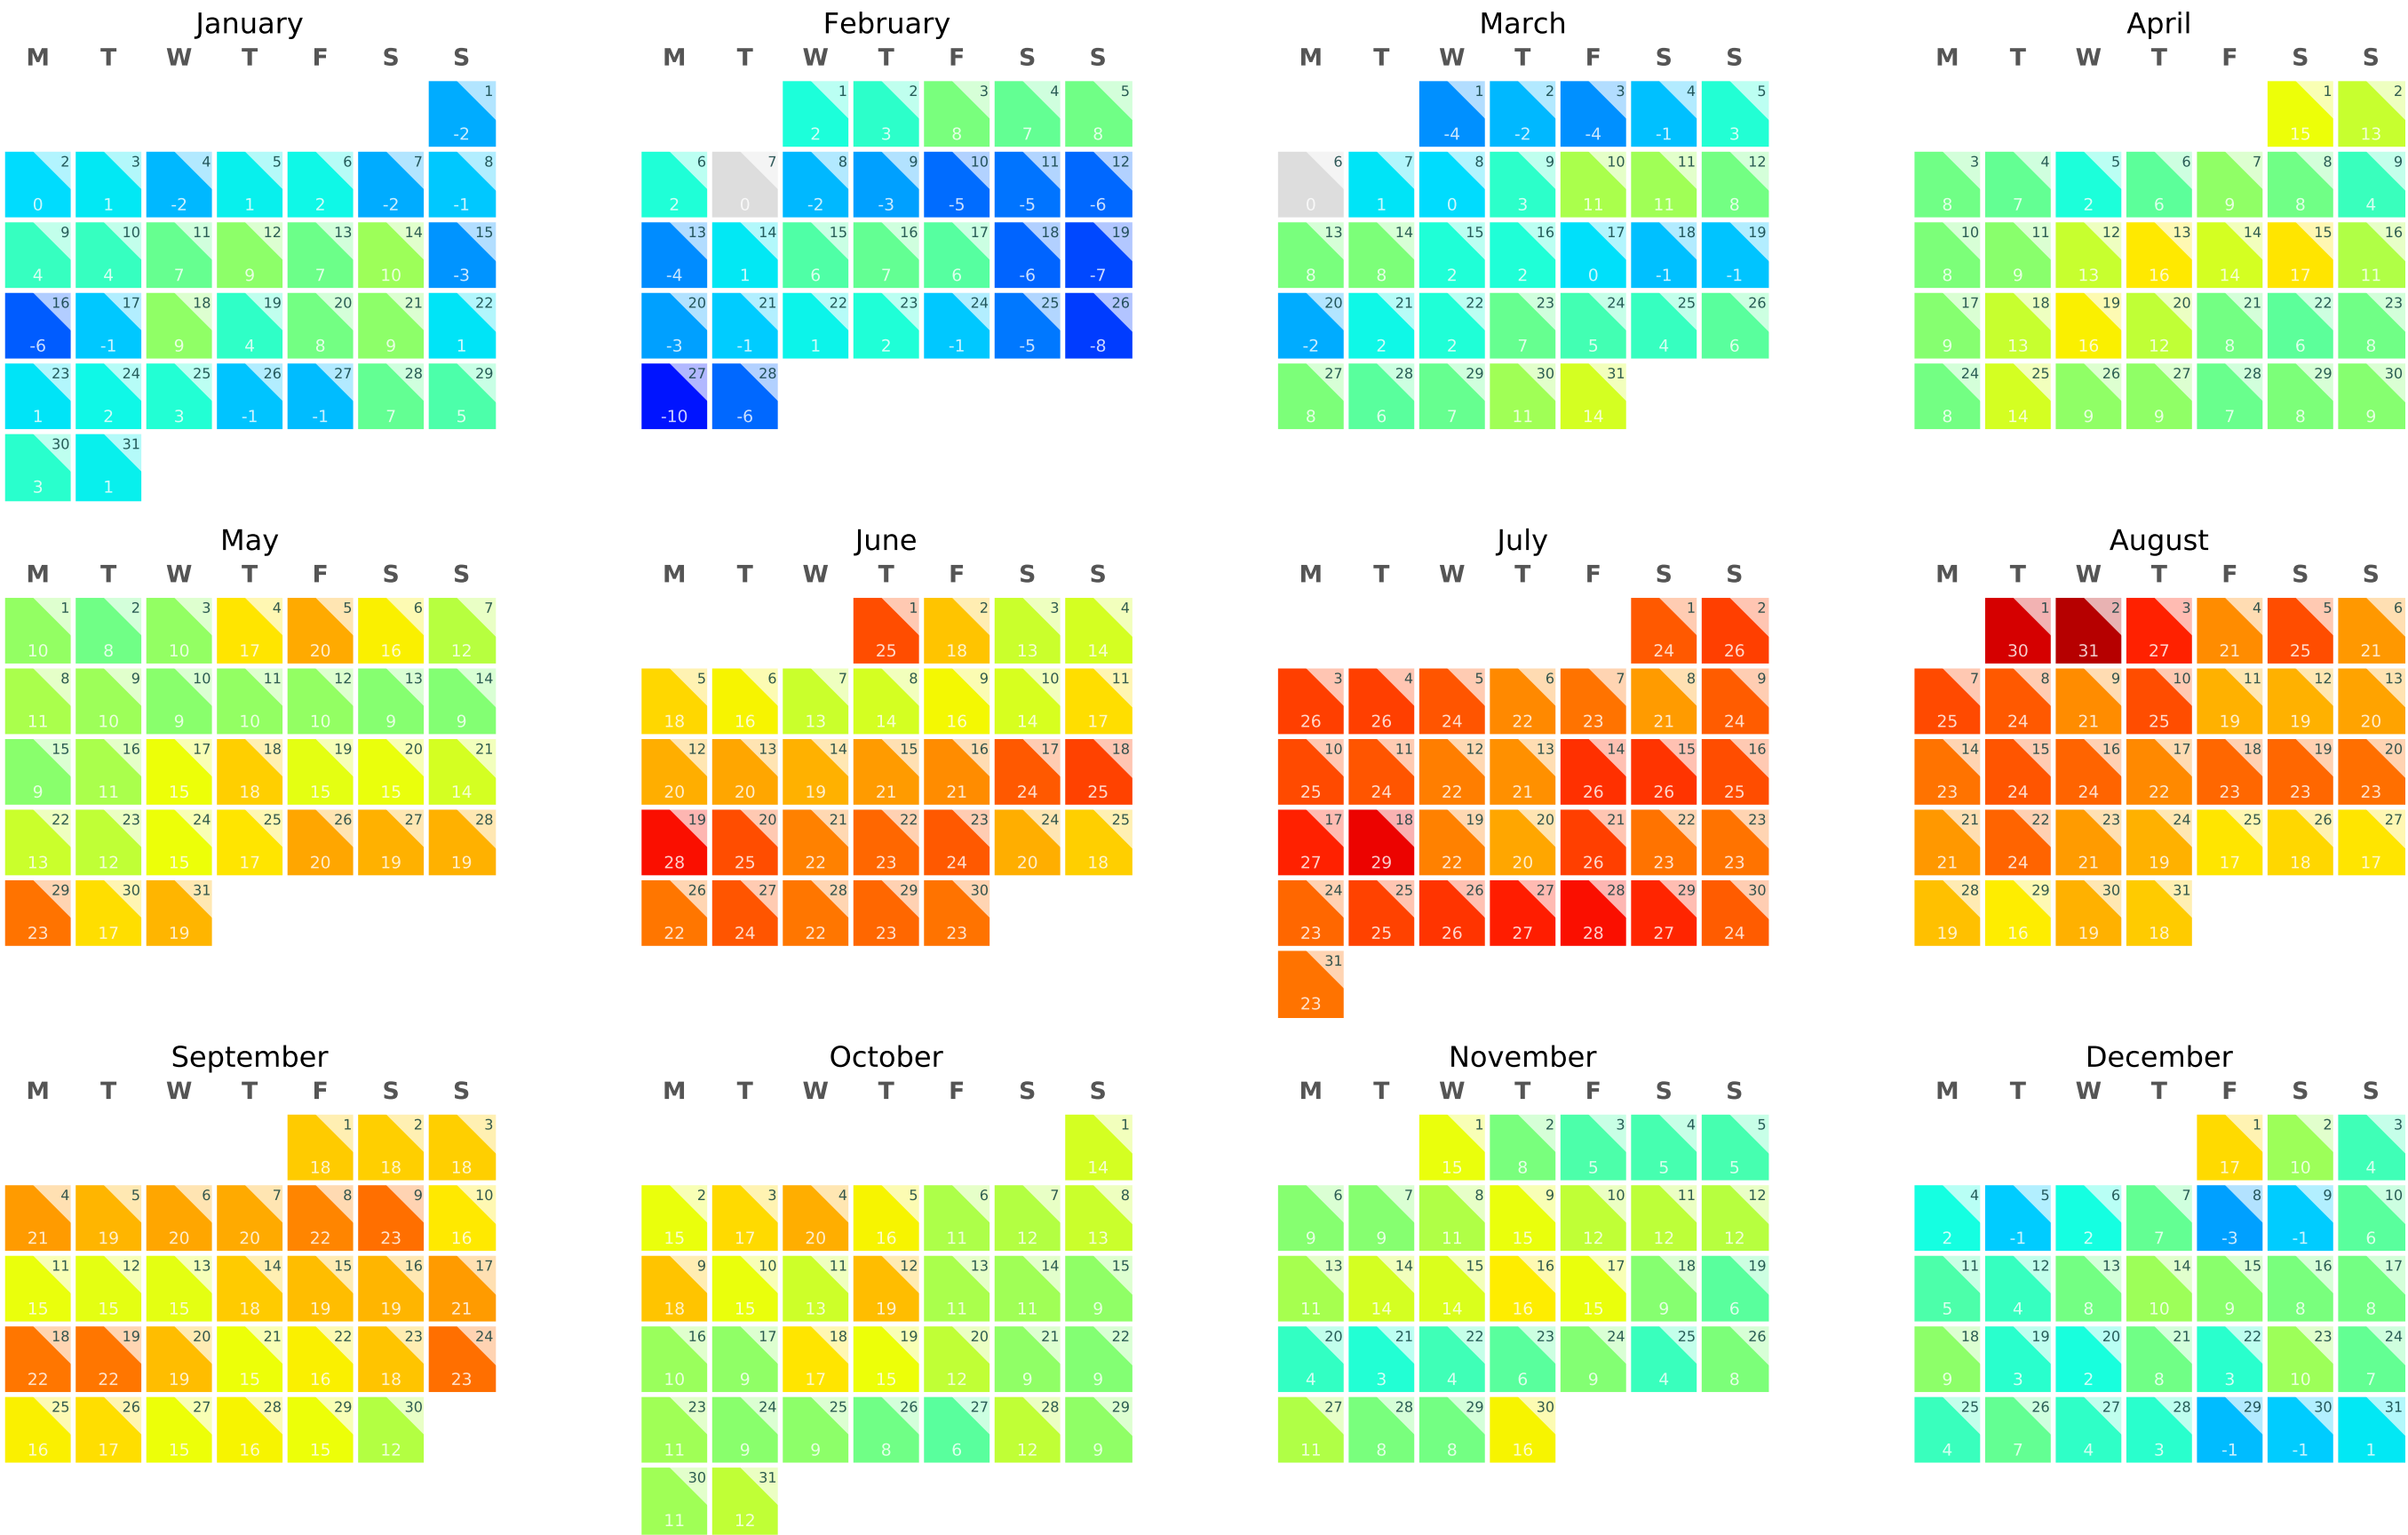 January February March April
M T W T F S S M T W T F S S M T W T F S S M T W T F S S
1 1 2 3 4 5 1 2 3 4 5 1 2
-2 2 3 8 7 8 -4 -2 -4 -1 3 15 13
2 3 4 5 6 7 8 6 7 8 9 10 11 12 6 7 8 9 10 11 12 3 4 5 6 7 8 9
0 1 -2 1 2 -2 -1 2 0 -2 -3 -5 -5 -6 0 1 0 3 11 11 8 8 7 2 6 9 8 4
9 10 11 12 13 14 15 13 14 15 16 17 18 19 13 14 15 16 17 18 19 10 11 12 13 14 15 16
4 4 7 9 7 10 -3 -4 1 6 7 6 -6 -7 8 8 2 2 0 -1 -1 8 9 13 16 14 17 11
16 17 18 19 20 21 22 20 21 22 23 24 25 26 20 21 22 23 24 25 26 17 18 19 20 21 22 23
-6 -1 9 4 8 9 1 -3 -1 1 2 -1 -5 -8 -2 2 2 7 5 4 6 9 13 16 12 8 6 8
23 24 25 26 27 28 29 27 28 27 28 29 30 31 24 25 26 27 28 29 30
1 2 3 -1 -1 7 5 -10 -6 8 6 7 11 14 8 14 9 9 7 8 9
30 31
3 1
May June July August
M T W T F S S M T W T F S S M T W T F S S M T W T F S S
1 2 3 4 5 6 7 1 2 3 4 1 2 1 2 3 4 5 6
10 8 10 17 20 16 12 25 18 13 14 24 26 30 31 27 21 25 21
8 9 10 11 12 13 14 5 6 7 8 9 10 11 3 4 5 6 7 8 9 7 8 9 10 11 12 13
11 10 9 10 10 9 9 18 16 13 14 16 14 17 26 26 24 22 23 21 24 25 24 21 25 19 19 20
15 16 17 18 19 20 21 12 13 14 15 16 17 18 10 11 12 13 14 15 16 14 15 16 17 18 19 20
9 11 15 18 15 15 14 20 20 19 21 21 24 25 25 24 22 21 26 26 25 23 24 24 22 23 23 23
22 23 24 25 26 27 28 19 20 21 22 23 24 25 17 18 19 20 21 22 23 21 22 23 24 25 26 27
13 12 15 17 20 19 19 28 25 22 23 24 20 18 27 29 22 20 26 23 23 21 24 21 19 17 18 17
29 30 31 26 27 28 29 30 24 25 26 27 28 29 30 28 29 30 31
23 17 19 22 24 22 23 23 23 25 26 27 28 27 24 19 16 19 18
31
23
September October November December
M T W T F S S M T W T F S S M T W T F S S M T W T F S S
1 2 3 1 1 2 3 4 5 1 2 3
18 18 18 14 15 8 5 5 5 17 10 4
4 5 6 7 8 9 10 2 3 4 5 6 7 8 6 7 8 9 10 11 12 4 5 6 7 8 9 10
21 19 20 20 22 23 16 15 17 20 16 11 12 13 9 9 11 15 12 12 12 2 -1 2 7 -3 -1 6
11 12 13 14 15 16 17 9 10 11 12 13 14 15 13 14 15 16 17 18 19 11 12 13 14 15 16 17
15 15 15 18 19 19 21 18 15 13 19 11 11 9 11 14 14 16 15 9 6 5 4 8 10 9 8 8
18 19 20 21 22 23 24 16 17 18 19 20 21 22 20 21 22 23 24 25 26 18 19 20 21 22 23 24
22 22 19 15 16 18 23 10 9 17 15 12 9 9 4 3 4 6 9 4 8 9 3 2 8 3 10 7
25 26 27 28 29 30 23 24 25 26 27 28 29 27 28 29 30 25 26 27 28 29 30 31
16 17 15 16 15 12 11 9 9 8 6 12 9 11 8 8 16 4 7 4 3 -1 -1 1
30 31
11 12